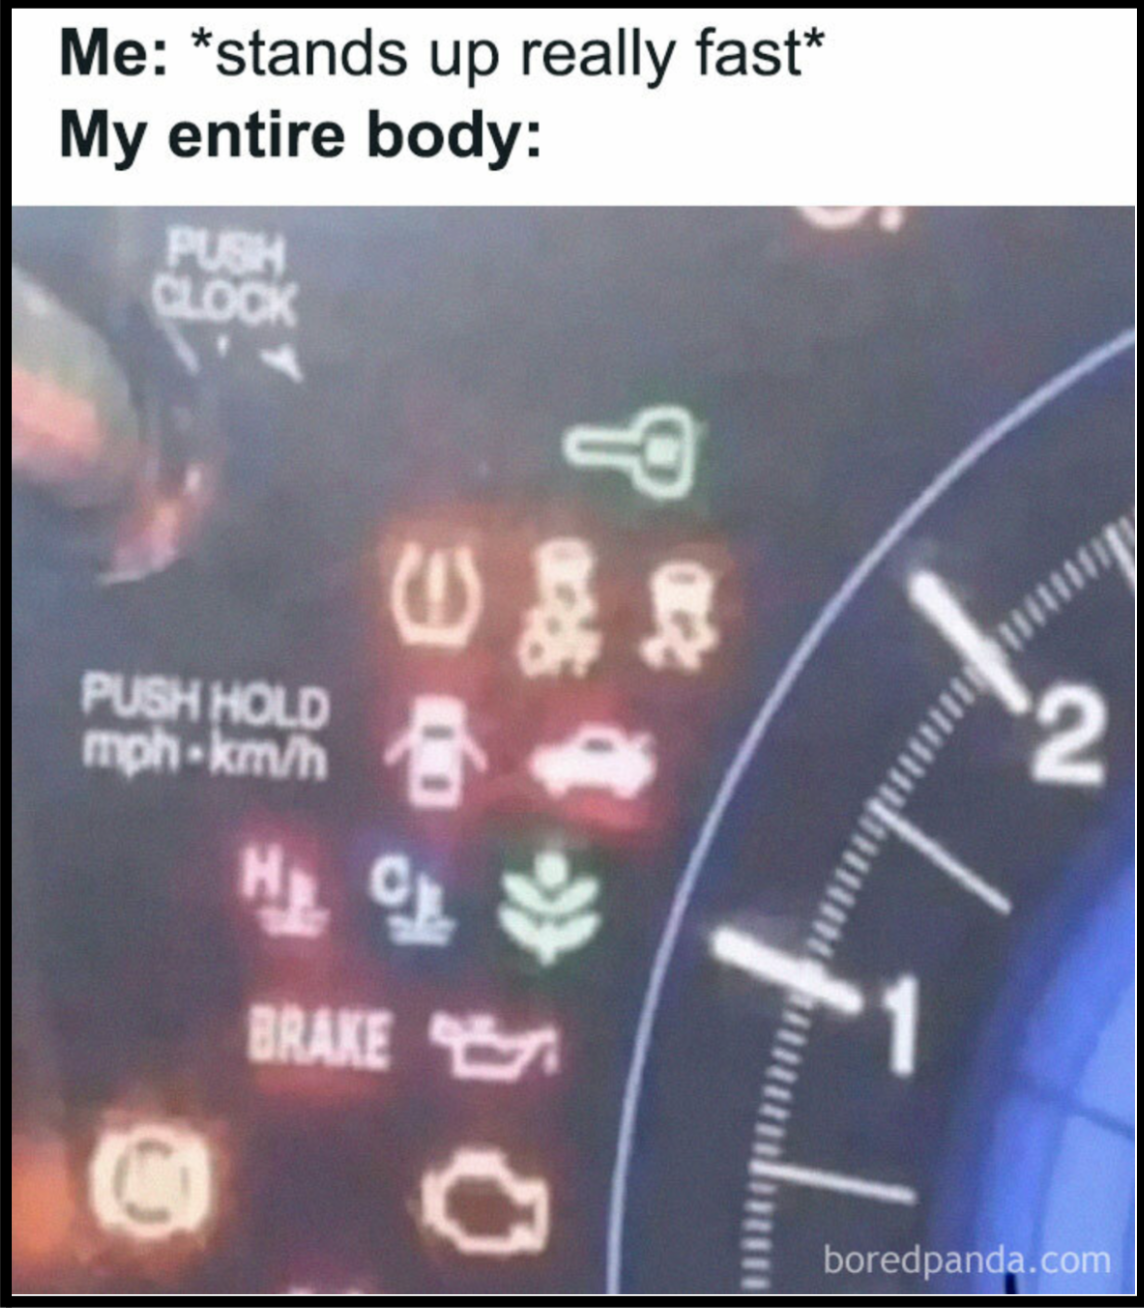 Me: *stands up really fast*
My entire body:
PUSH
CLOCK
PUSH HOLD
mph•km/h
2
H
C
1
BRAKE
boredpanda.com